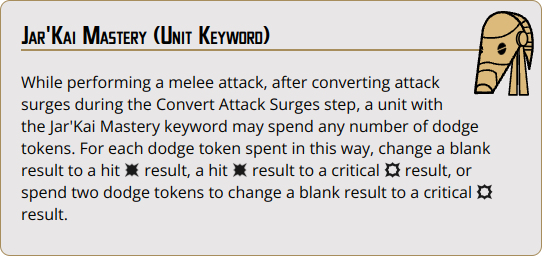 Jar'Kai Mastery (Unit Keyword)
While performing a melee attack, after converting attack
surges during the Convert Attack Surges step, a unit with
the Jar'Kai Mastery keyword may spend any number of dodge
tokens. For each dodge token spent in this way, change a blank
result to a hit result, a hit result to a critical result, or
spend two dodge tokens to change a blank result to a critical
result.